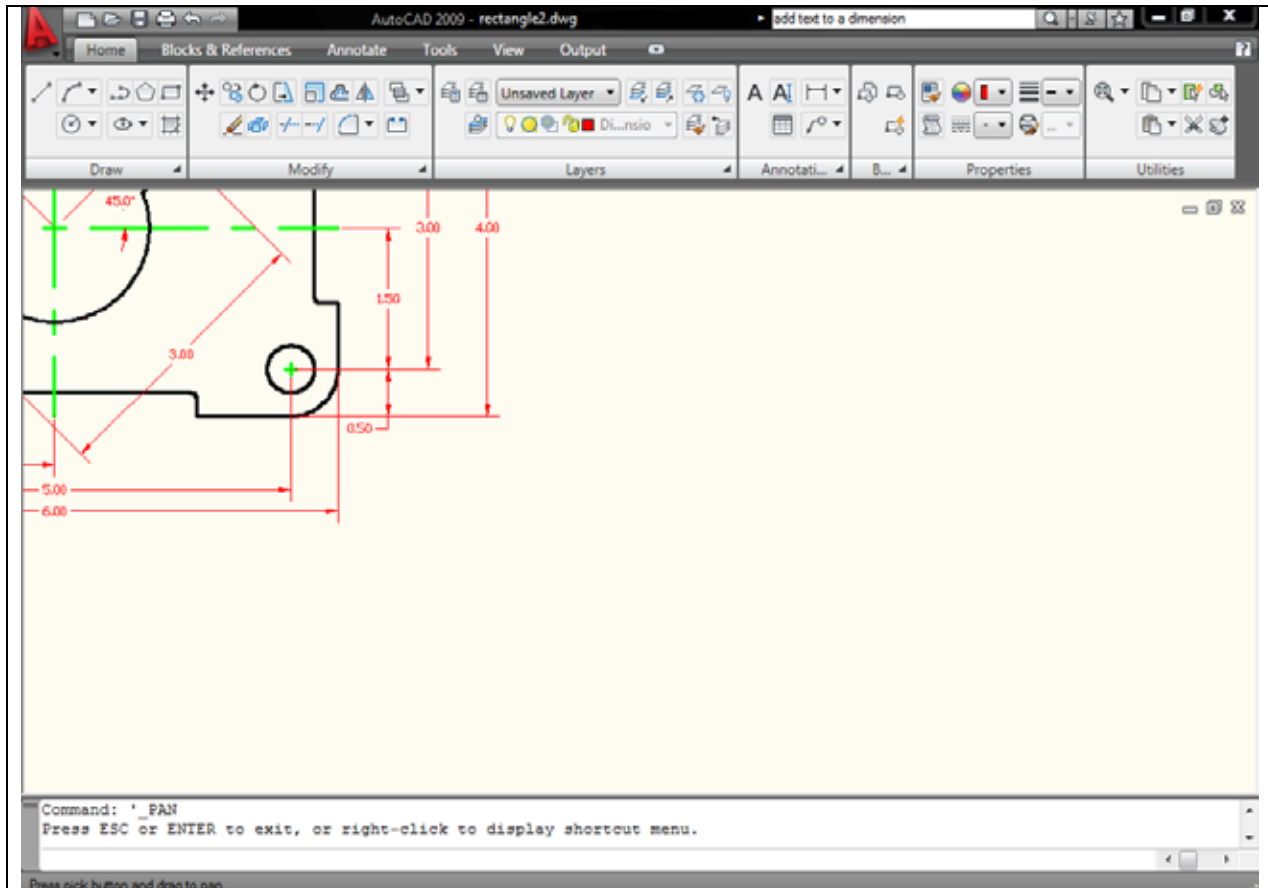 AutoCAD 2009 - rectangle2.dwg
add text to a dimension
Home Blocks & References Annotate Tools View Output
Unsaved Layer
Di...nsio
A AI
Draw Modify Layers Annotati... B... Properties Utilities
45.0°
3.00 4.00
1.50
3.00
0.50
5.00
6.00
Command: '_PAN
Press ESC or ENTER to exit, or right-click to display shortcut menu.
Press pick button and drag to pan